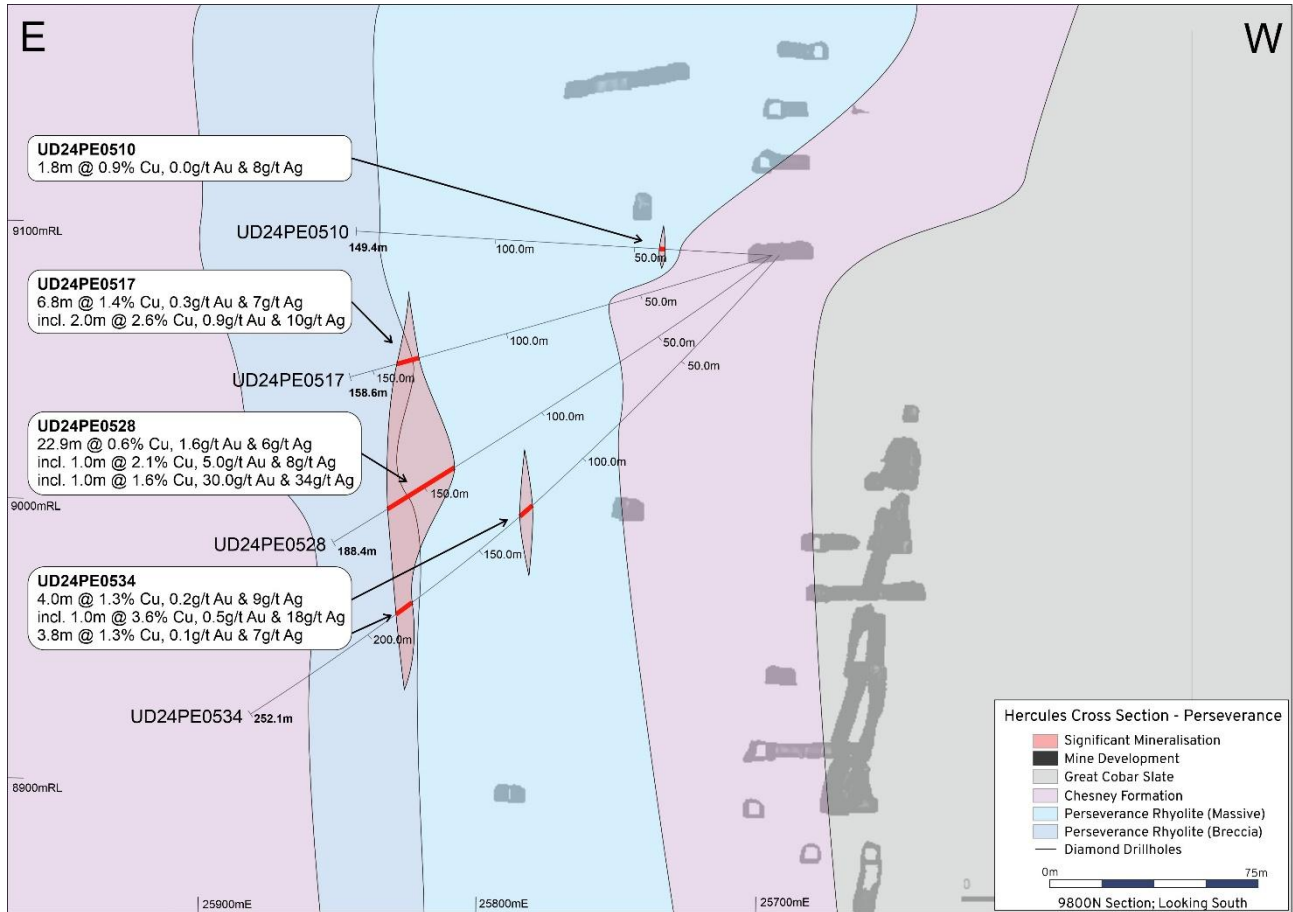 E
W
UD24PE0510
1.8m @ 0.9% Cu, 0.0g/t Au & 8g/t Ag
9100mRL
UD24PE0510
149.4m
100.0m
50.0m
UD24PE0517
6.8m @ 1.4% Cu, 0.3g/t Au & 7g/t Ag
incl. 2.0m @ 2.6% Cu, 0.9g/t Au & 10g/t Ag
50.0m
100.0m
150.0m
UD24PE0517
158.6m
50.0m
50.0m
UD24PE0528
22.9m @ 0.6% Cu, 1.6g/t Au & 6g/t Ag
incl. 1.0m @ 2.1% Cu, 5.0g/t Au & 8g/t Ag
incl. 1.0m @ 1.6% Cu, 30.0g/t Au & 34g/t Ag
100.0m
100.0m
150.0m
9000mRL
UD24PE0528
188.4m
150.0m
UD24PE0534
4.0m @ 1.3% Cu, 0.2g/t Au & 9g/t Ag
incl. 1.0m @ 3.6% Cu, 0.5g/t Au & 18g/t Ag
3.8m @ 1.3% Cu, 0.1g/t Au & 7g/t Ag
200.0m
UD24PE0534
252.1m
8900mRL
25900mE
25800mE
25700mE
Hercules Cross Section - Perseverance
Significant Mineralisation
Mine Development
Great Cobar Slate
Chesney Formation
Perseverance Rhyolite (Massive)
Perseverance Rhyolite (Breccia)
Diamond Drillholes
0m
75m
9800N Section; Looking South